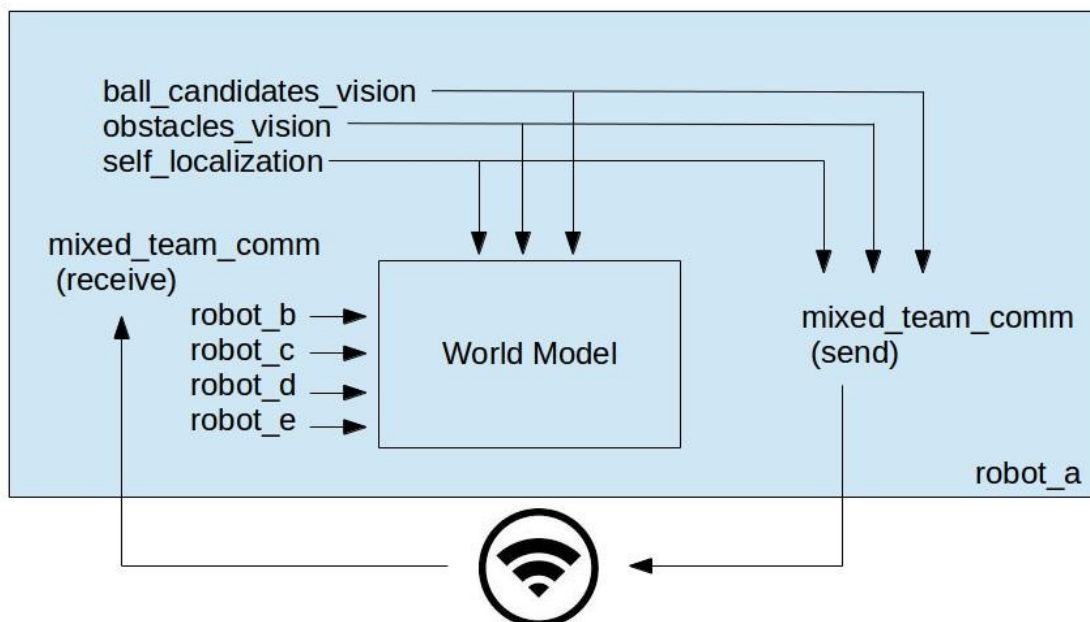 ball_candidates_vision
obstacles_vision
self_localization
mixed_team_comm
(receive)
robot_b
robot_c
robot_d
robot_e
World Model
mixed_team_comm
(send)
robot_a